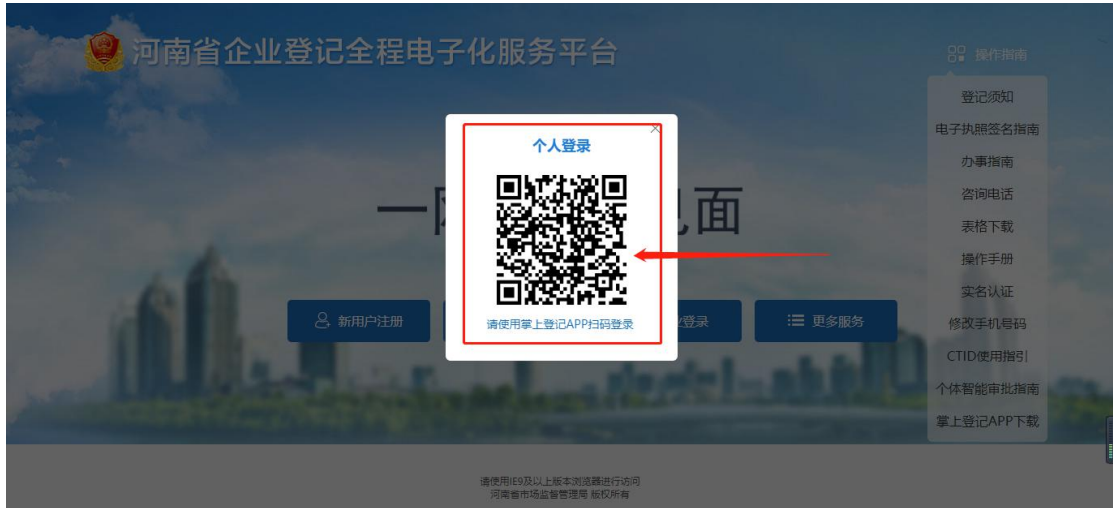 河南省企业登记全程电子化服务平台
操作指南
登记须知
电子执照签名指南
办事指南
咨询电话
表格下载
操作手册
实名认证
修改手机号码
CTID使用指引
个体智能审批指南
掌上登记APP下载
个人登录
一网
面
请使用掌上登记APP扫码登录
新用户注册
业登录
更多服务
请使用IE9及以上版本浏览器进行访问
河南省市场监督管理局 版权所有